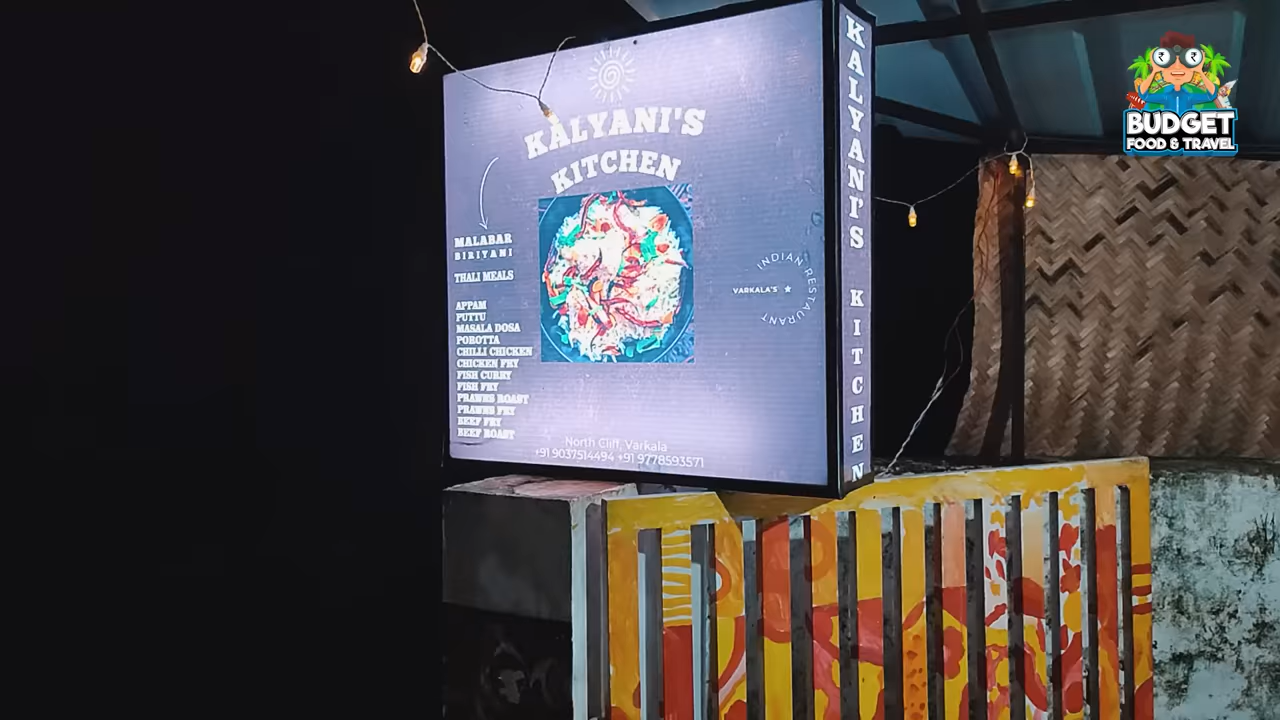 KALYANI'S
KITCHEN
MALABAR
BIRIYANI
THALI MEALS
APPAM
PUTTU
MASALA DOSA
POROTTA
CHILLI CHICKEN
CHICKEN FRY
FISH CURRY
FISH FRY
PRAWNS ROAST
PRAWNS FRY
BEEF FRY
BEEF ROAST
VARKALA'S ★
INDIAN RESTAURANT
North Cliff, Varkala
+91 9037514494 +91 9778593571
KALYANI'S KITCHEN
BUDGET
FOOD & TRAVEL